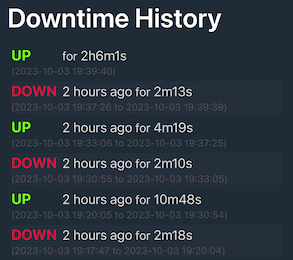 Downtime History
UP for 2h6m1s
(2023-10-03 19:39:40)
DOWN 2 hours ago for 2m13s
(2023-10-03 19:37:26 to 2023-10-03 19:39:39)
UP 2 hours ago for 4m19s
(2023-10-03 19:33:06 to 2023-10-03 19:37:25)
DOWN 2 hours ago for 2m10s
(2023-10-03 19:30:55 to 2023-10-03 19:33:05)
UP 2 hours ago for 10m48s
(2023-10-03 19:20:05 to 2023-10-03 19:30:54)
DOWN 2 hours ago for 2m18s
(2023-10-03 19:17:47 to 2023-10-03 19:20:04)